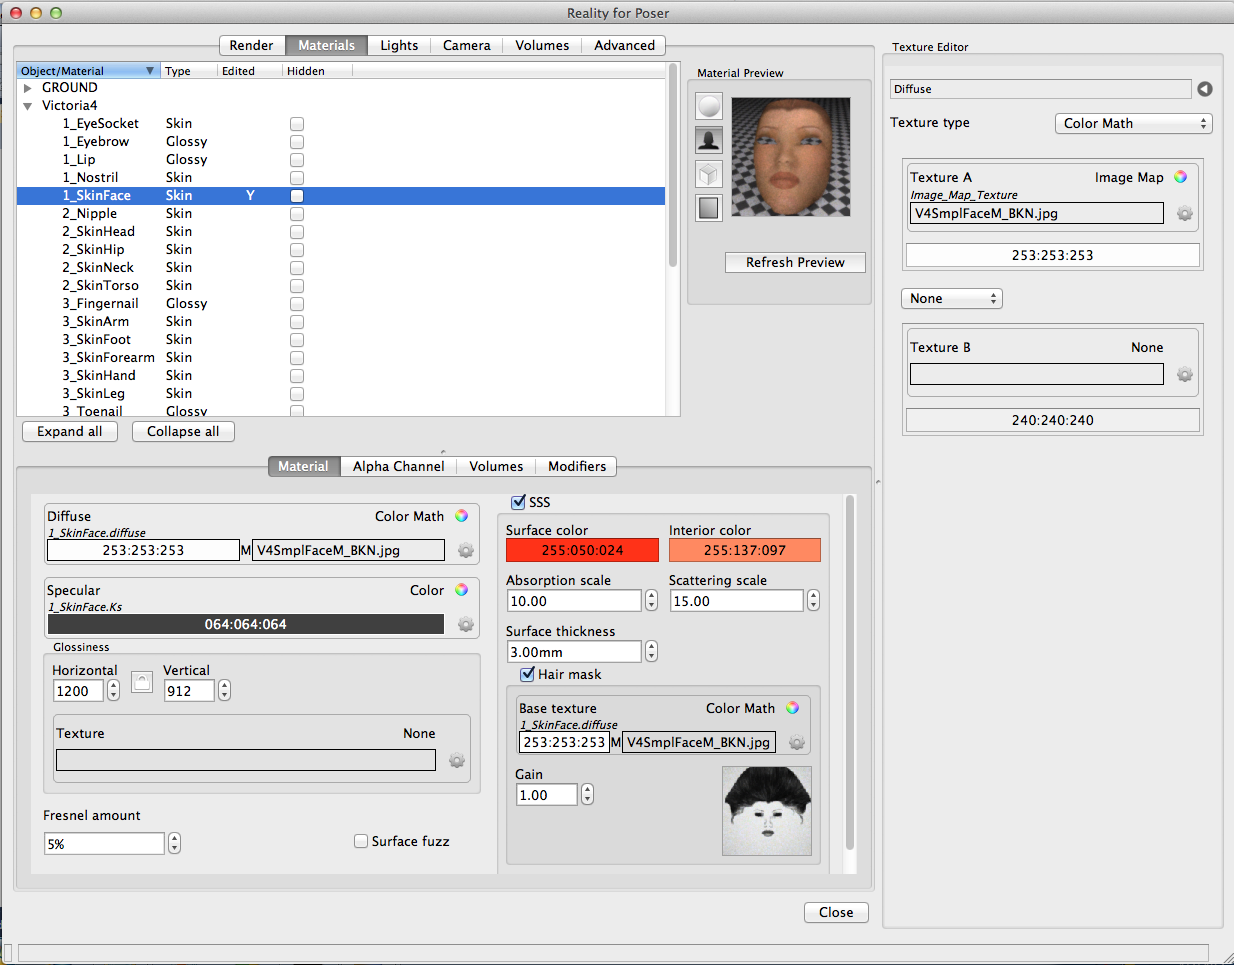 Reality for Poser
Render Materials Lights Camera Volumes Advanced
Object/Material Type Edited Hidden
GROUND
Victoria4
1_EyeSocket Skin
1_Eyebrow Glossy
1_Lip Glossy
1_Nostril Skin
1_SkinFace Skin Y
2_Nipple Skin
2_SkinHead Skin
2_SkinHip Skin
2_SkinNeck Skin
2_SkinTorso Skin
3_Fingernail Glossy
3_SkinArm Skin
3_SkinFoot Skin
3_SkinForearm Skin
3_SkinHand Skin
3_SkinLeg Skin
3_Toenail Glossy
Expand all Collapse all
Material Preview
Refresh Preview
Material Alpha Channel Volumes Modifiers
Diffuse Color Math
1_SkinFace.diffuse
253:253:253 M V4SmplFaceM_BKN.jpg
Specular Color
1_SkinFace.Ks
064:064:064
Glossiness
Horizontal Vertical
1200 912
Texture None
Fresnel amount
5%
Surface fuzz
SSS
Surface color Interior color
255:050:024 255:137:097
Absorption scale Scattering scale
10.00 15.00
Surface thickness
3.00mm
Hair mask
Base texture Color Math
1_SkinFace.diffuse
253:253:253 M V4SmplFaceM_BKN.jpg
Gain
1.00
Close
Texture Editor
Diffuse
Texture type Color Math
Texture A Image Map
Image_Map_Texture
V4SmplFaceM_BKN.jpg
253:253:253
None
Texture B None
240:240:240